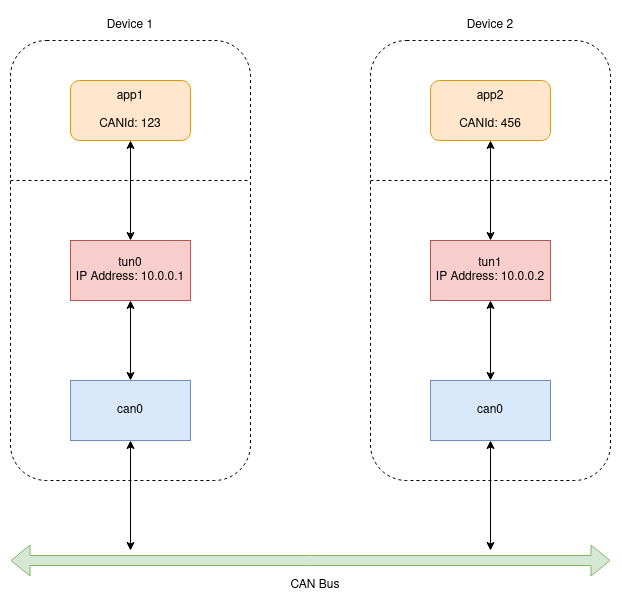 Device 1
Device 2
app1
CANId: 123
app2
CANId: 456
tun0
IP Address: 10.0.0.1
tun1
IP Address: 10.0.0.2
can0
can0
CAN Bus